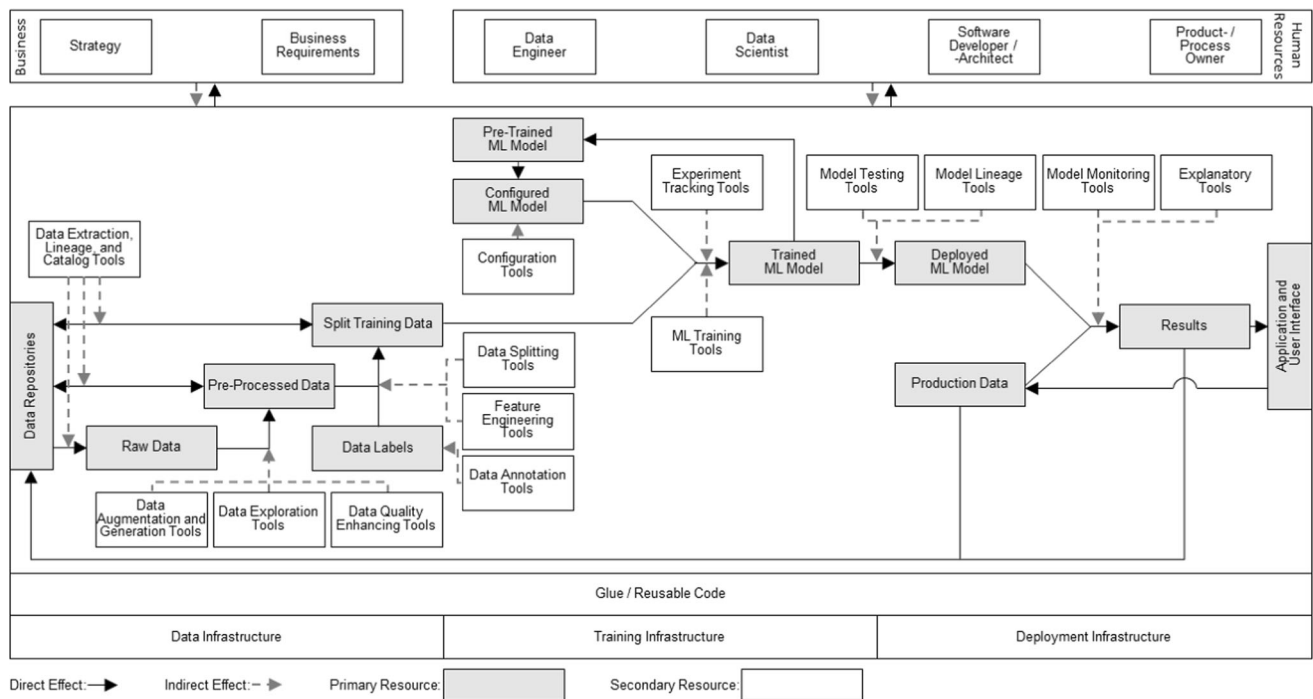 Business
Strategy
Business
Requirements
Data
Engineer
Data
Scientist
Software
Developer /
-Architect
Product- /
Process
Owner
Human
Resources
Pre-Trained
ML Model
Configured
ML Model
Configuration
Tools
Experiment
Tracking Tools
Model Testing
Tools
Model Lineage
Tools
Model Monitoring
Tools
Explanatory
Tools
Data Extraction,
Lineage, and
Catalog Tools
Trained
ML Model
Deployed
ML Model
Data Repositories
Split Training Data
ML Training
Tools
Results
Application and
User Interface
Pre-Processed Data
Data Splitting
Tools
Production Data
Raw Data
Data Labels
Feature
Engineering
Tools
Data Annotation
Tools
Data
Augmentation and
Generation Tools
Data Exploration
Tools
Data Quality
Enhancing Tools
Glue / Reusable Code
Data Infrastructure
Training Infrastructure
Deployment Infrastructure
Direct Effect:
Indirect Effect:
Primary Resource:
Secondary Resource: